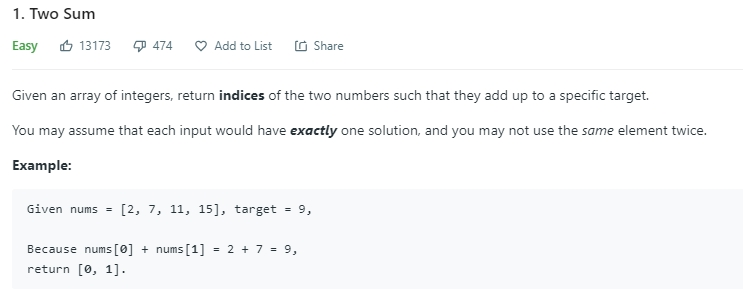 1. Two Sum
Easy 13173 474 Add to List Share
Given an array of integers, return indices of the two numbers such that they add up to a specific target.
You may assume that each input would have exactly one solution, and you may not use the same element twice.
Example:
Given nums = [2, 7, 11, 15], target = 9,
Because nums[0] + nums[1] = 2 + 7 = 9,
return [0, 1].